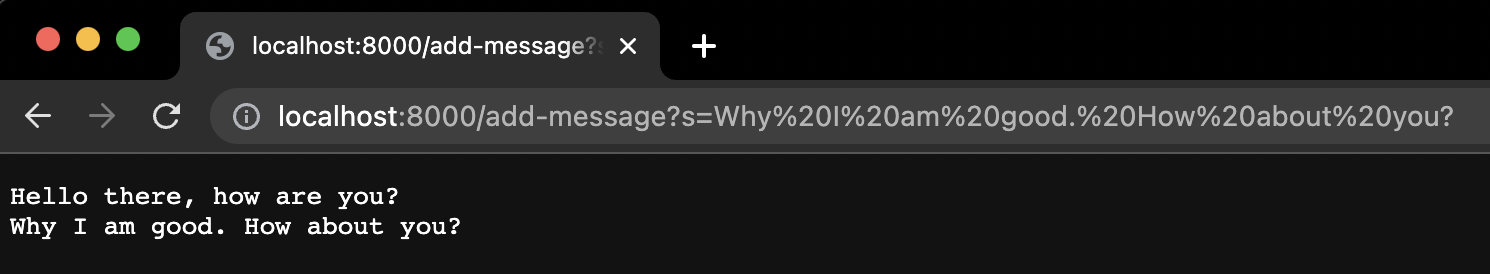 localhost:8000/add-message?s
localhost:8000/add-message?s=Why%20I%20am%20good.%20How%20about%20you?
Hello there, how are you?
Why I am good. How about you?